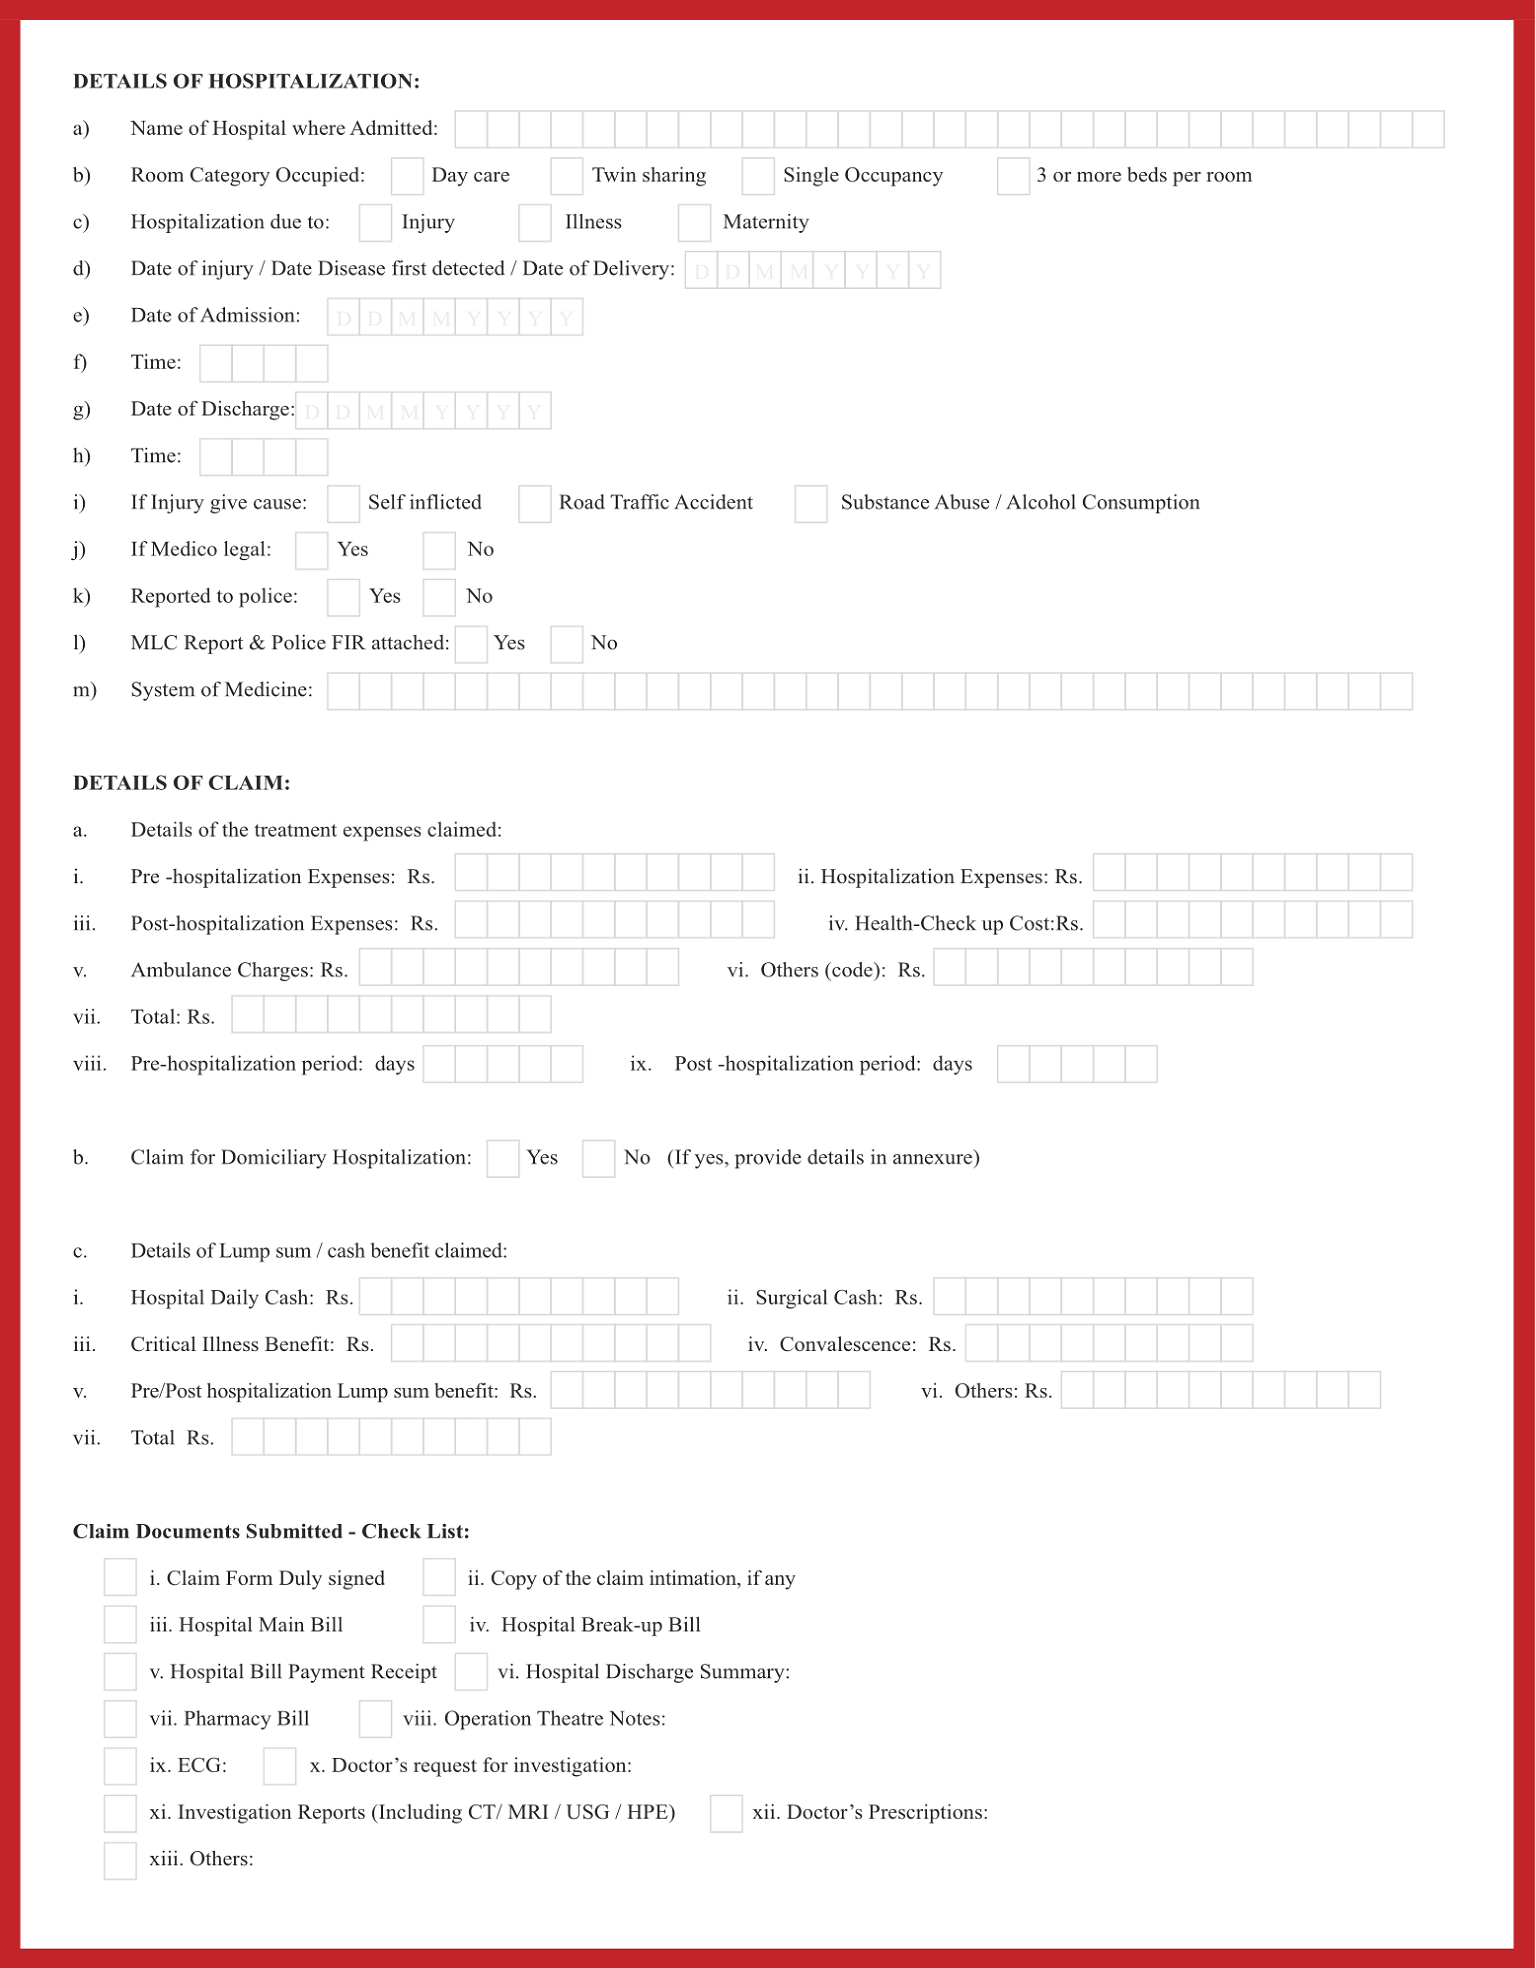 DETAILS OF HOSPITALIZATION:
a) Name of Hospital where Admitted:
b) Room Category Occupied: Day care Twin sharing Single Occupancy 3 or more beds per room
c) Hospitalization due to: Injury Illness Maternity
d) Date of injury / Date Disease first detected / Date of Delivery: D D M M Y Y Y Y
e) Date of Admission: D D M M Y Y Y Y
f) Time:
g) Date of Discharge: D D M M Y Y Y Y
h) Time:
i) If Injury give cause: Self inflicted Road Traffic Accident Substance Abuse / Alcohol Consumption
j) If Medico legal: Yes No
k) Reported to police: Yes No
l) MLC Report & Police FIR attached: Yes No
m) System of Medicine:
DETAILS OF CLAIM:
a. Details of the treatment expenses claimed:
i. Pre -hospitalization Expenses: Rs. ii. Hospitalization Expenses: Rs.
iii. Post-hospitalization Expenses: Rs. iv. Health-Check up Cost:Rs.
v. Ambulance Charges: Rs. vi. Others (code): Rs.
vii. Total: Rs.
viii. Pre-hospitalization period: days ix. Post -hospitalization period: days
b. Claim for Domiciliary Hospitalization: Yes No (If yes, provide details in annexure)
c. Details of Lump sum / cash benefit claimed:
i. Hospital Daily Cash: Rs. ii. Surgical Cash: Rs.
iii. Critical Illness Benefit: Rs. iv. Convalescence: Rs.
v. Pre/Post hospitalization Lump sum benefit: Rs. vi. Others: Rs.
vii. Total Rs.
Claim Documents Submitted - Check List:
i. Claim Form Duly signed ii. Copy of the claim intimation, if any
iii. Hospital Main Bill iv. Hospital Break-up Bill
v. Hospital Bill Payment Receipt vi. Hospital Discharge Summary:
vii. Pharmacy Bill viii. Operation Theatre Notes:
ix. ECG: x. Doctor’s request for investigation:
xi. Investigation Reports (Including CT/ MRI / USG / HPE) xii. Doctor’s Prescriptions:
xiii. Others: